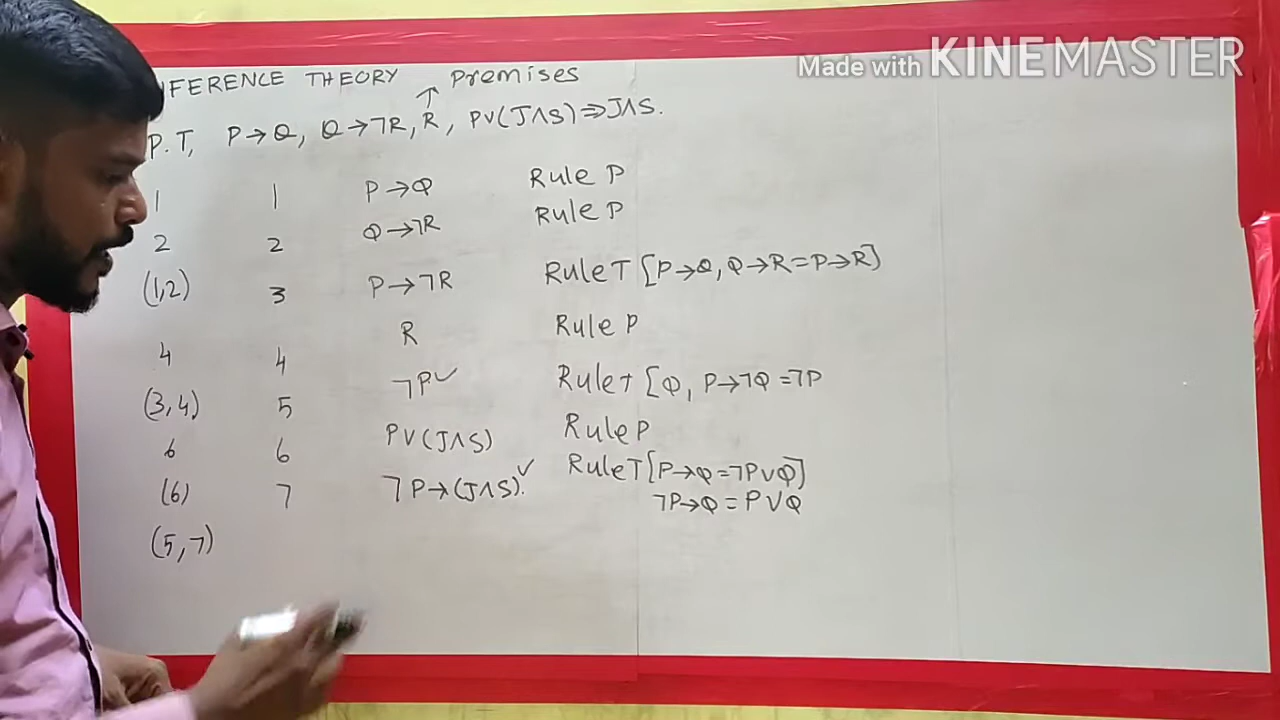 Made with KINEMASTER
NFERENCE THEORY ↑ Premises
P.T, P→Q, Q→¬R, R, PV(J∧S)⇒J∧S.
1 1 P→Q Rule P
2 2 Q→¬R Rule P
(1,2) 3 P→¬R Rule T [P→Q, Q→R=P→R]
4 4 R Rule P
(3,4) 5 ¬P✓ Rule t [Q, P→¬Q=¬P
6 6 PV(J∧S) Rule P
(6) 7 ¬P→(J∧S).✓ Rule T[P→Q=¬PVQ]
¬P→Q=PVQ
(5,7)